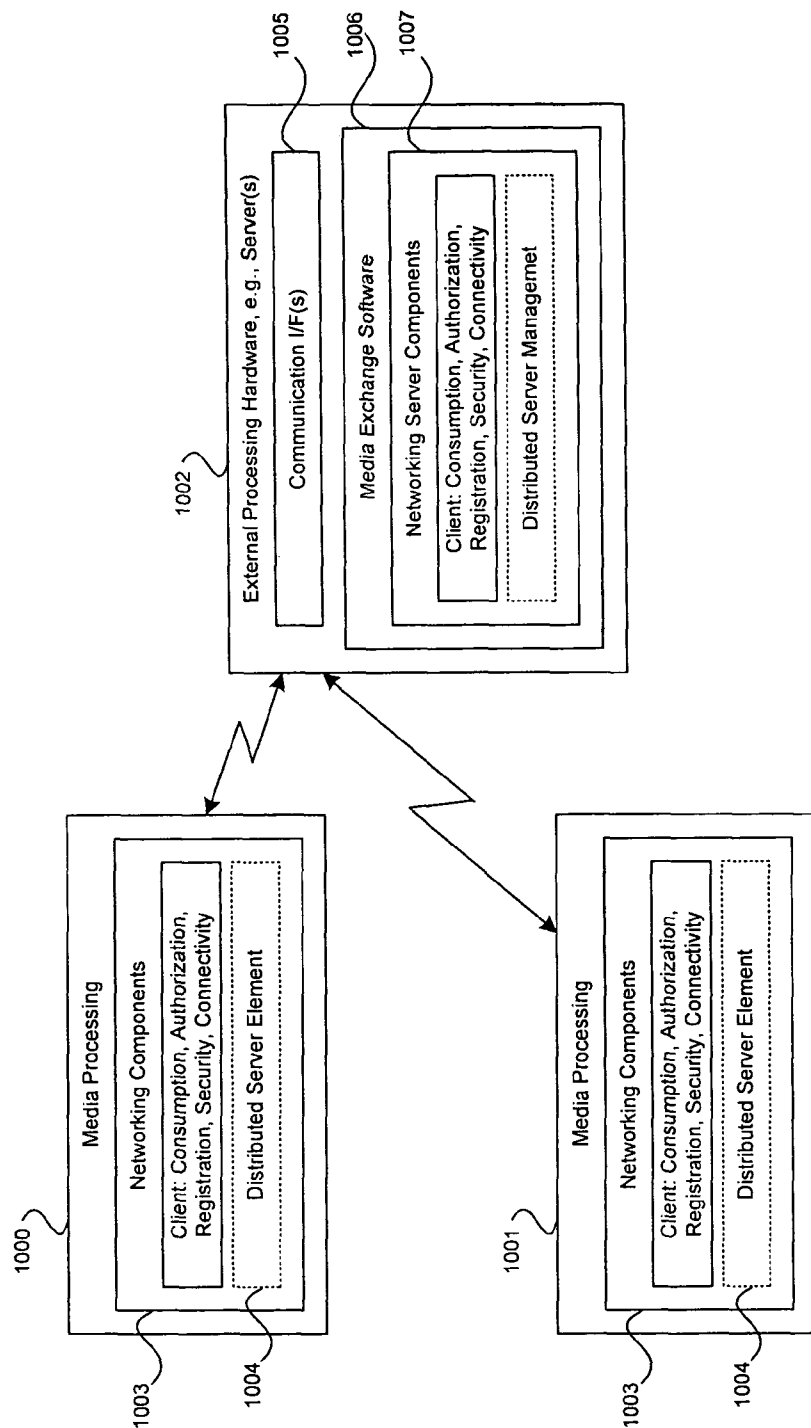 1000
Media Processing
Networking Components
Client: Consumption, Authorization,
Registration, Security, Connectivity
Distributed Server Element
1003
1004
1002
External Processing Hardware, e.g., Server(s)
Communication I/F(s)
1005
Media Exchange Software
1006
Networking Server Components
1007
Client: Consumption, Authorization,
Registration, Security, Connectivity
Distributed Server Managemet
1001
Media Processing
Networking Components
Client: Consumption, Authorization,
Registration, Security, Connectivity
Distributed Server Element
1003
1004